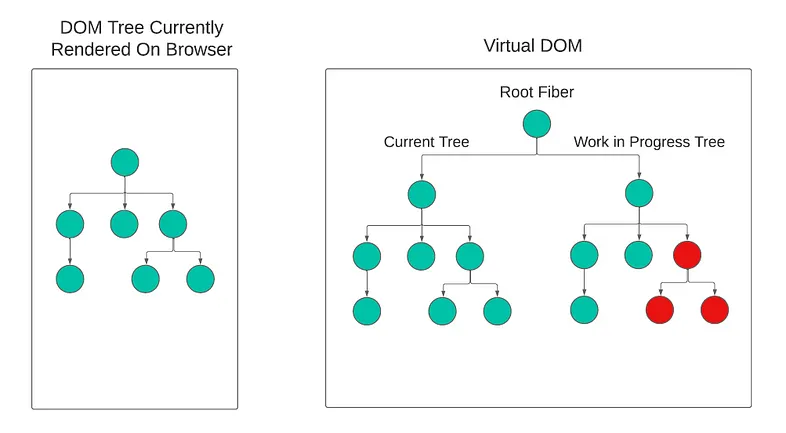 DOM Tree Currently
Rendered On Browser
Virtual DOM
Root Fiber
Current Tree
Work in Progress Tree